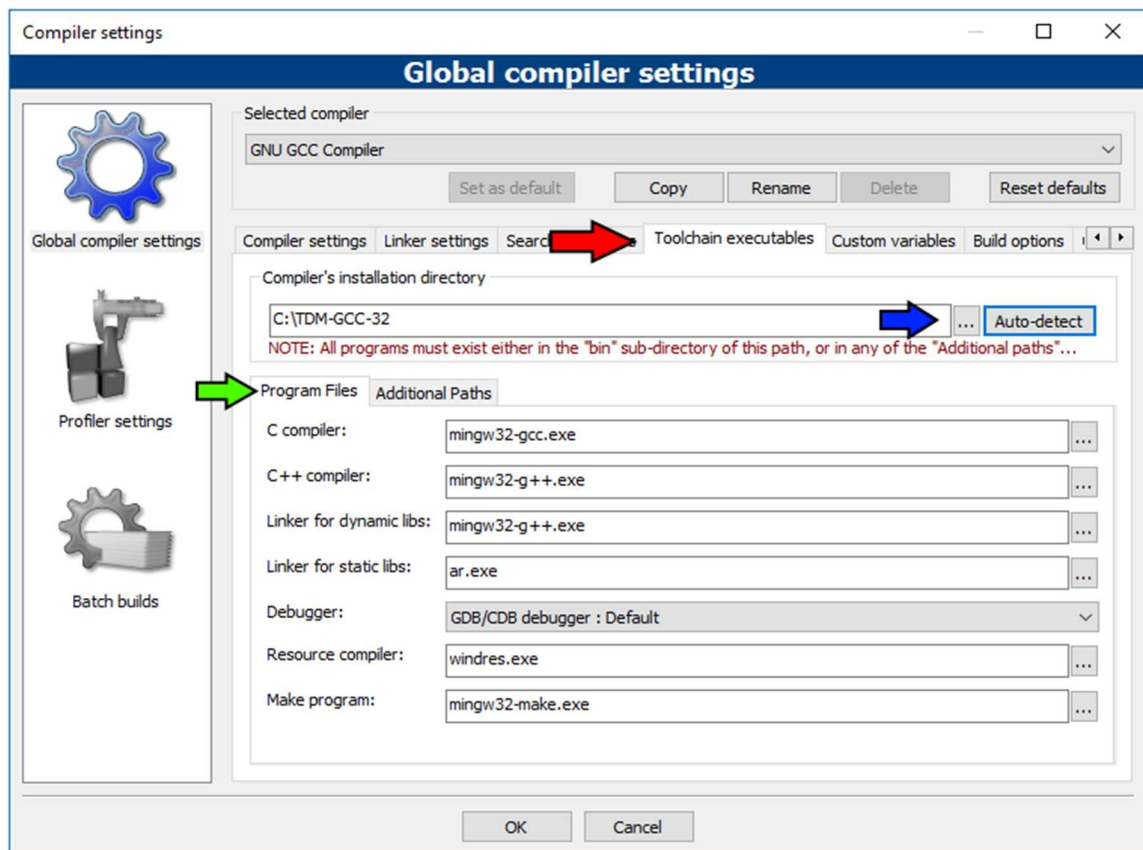 Compiler settings
Global compiler settings
Global compiler settings
Profiler settings
Batch builds
Selected compiler
GNU GCC Compiler
Set as default Copy Rename Delete Reset defaults
Compiler settings Linker settings Toolchain executables Custom variables Build options
Compiler's installation directory
C:\TDM-GCC-32 ... Auto-detect
NOTE: All programs must exist either in the "bin" sub-directory of this path, or in any of the "Additional paths"...
Program Files Additional Paths
C compiler: mingw32-gcc.exe ...
C++ compiler: mingw32-g++.exe ...
Linker for dynamic libs: mingw32-g++.exe ...
Linker for static libs: ar.exe ...
Debugger: GDB/CDB debugger : Default
Resource compiler: windres.exe ...
Make program: mingw32-make.exe ...
OK Cancel